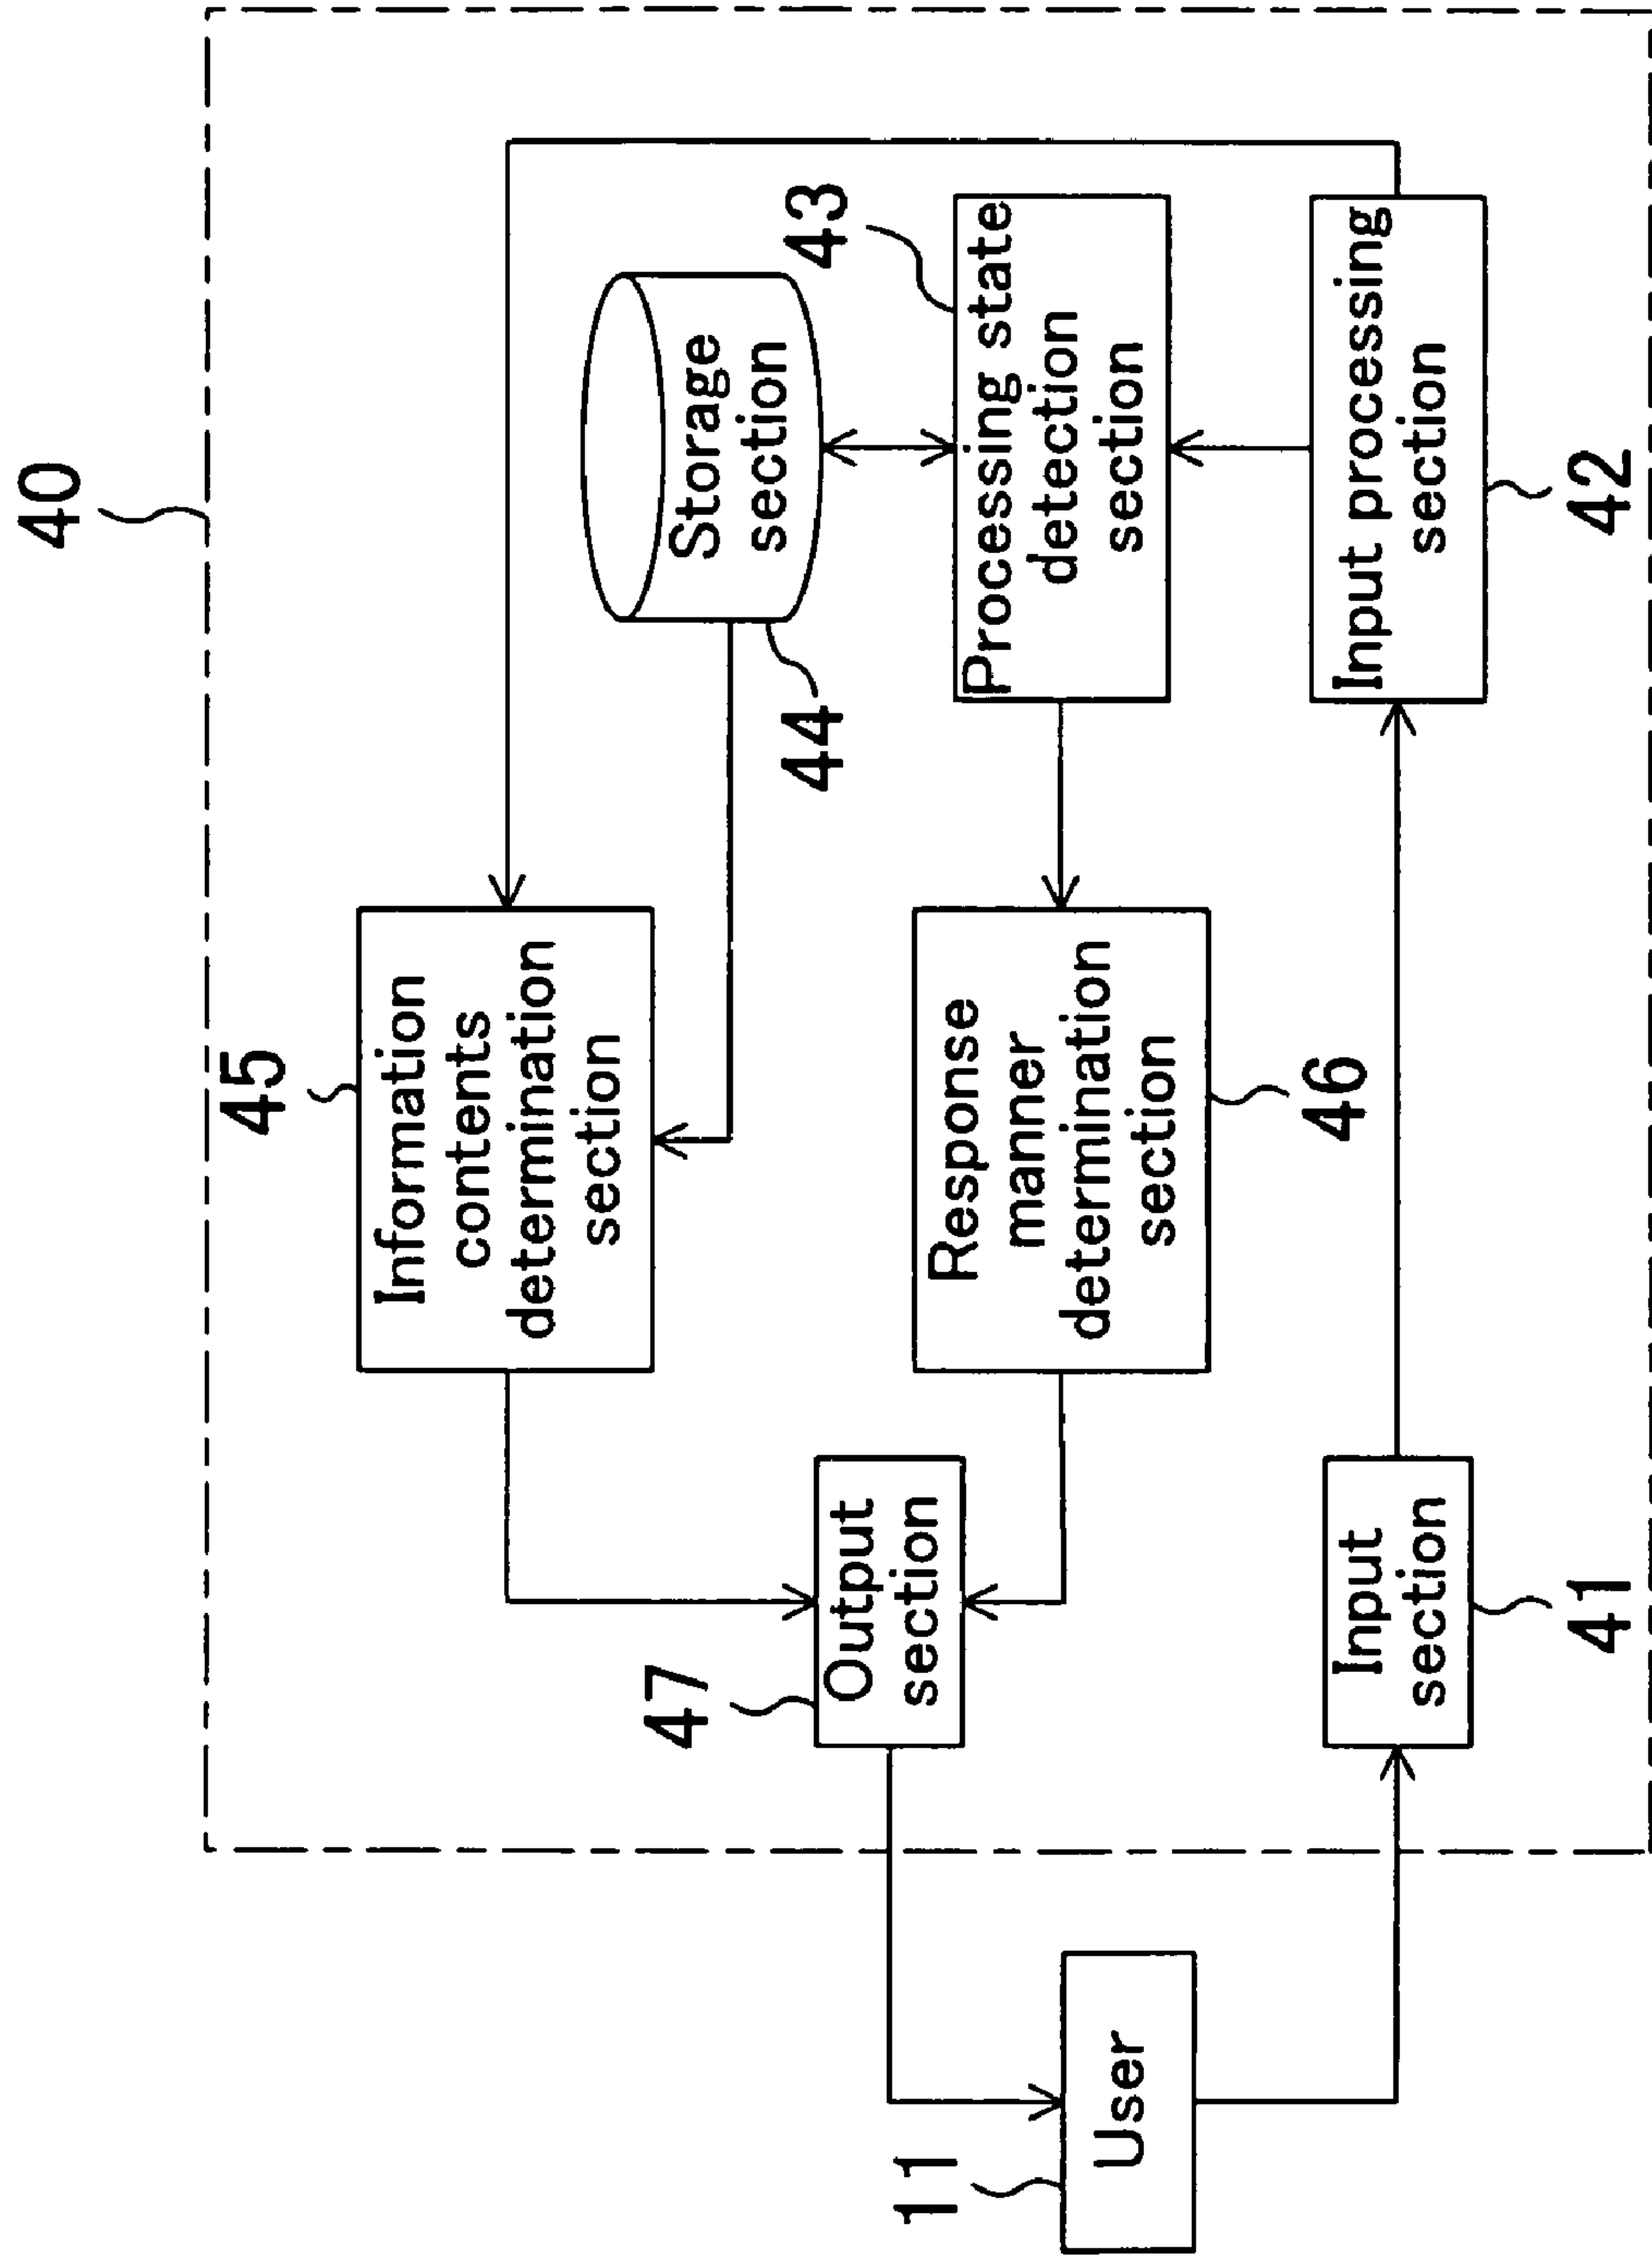 40
45
Information
contents
determination
section
44
Storage
section
43
Processing state
detection
section
47
Output
section
Response
manner
determination
section
46
11
User
Input
section
41
Input processing
section
42